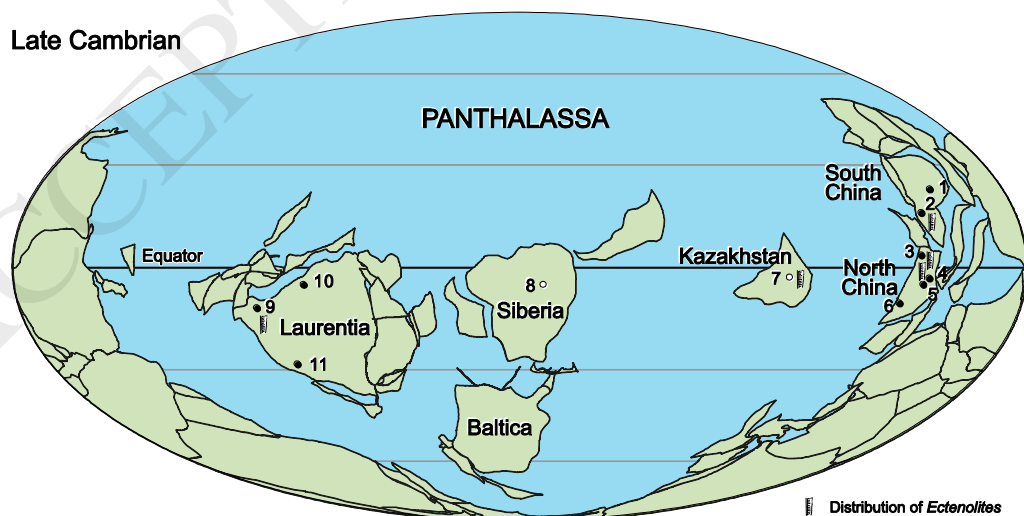 Late Cambrian
PANTHALASSA
South
China
1
2
Equator
Kazakhstan
3
North
China
4
5
6
7
8
Siberia
9
10
Laurentia
11
Baltica
Distribution of Ectenolites